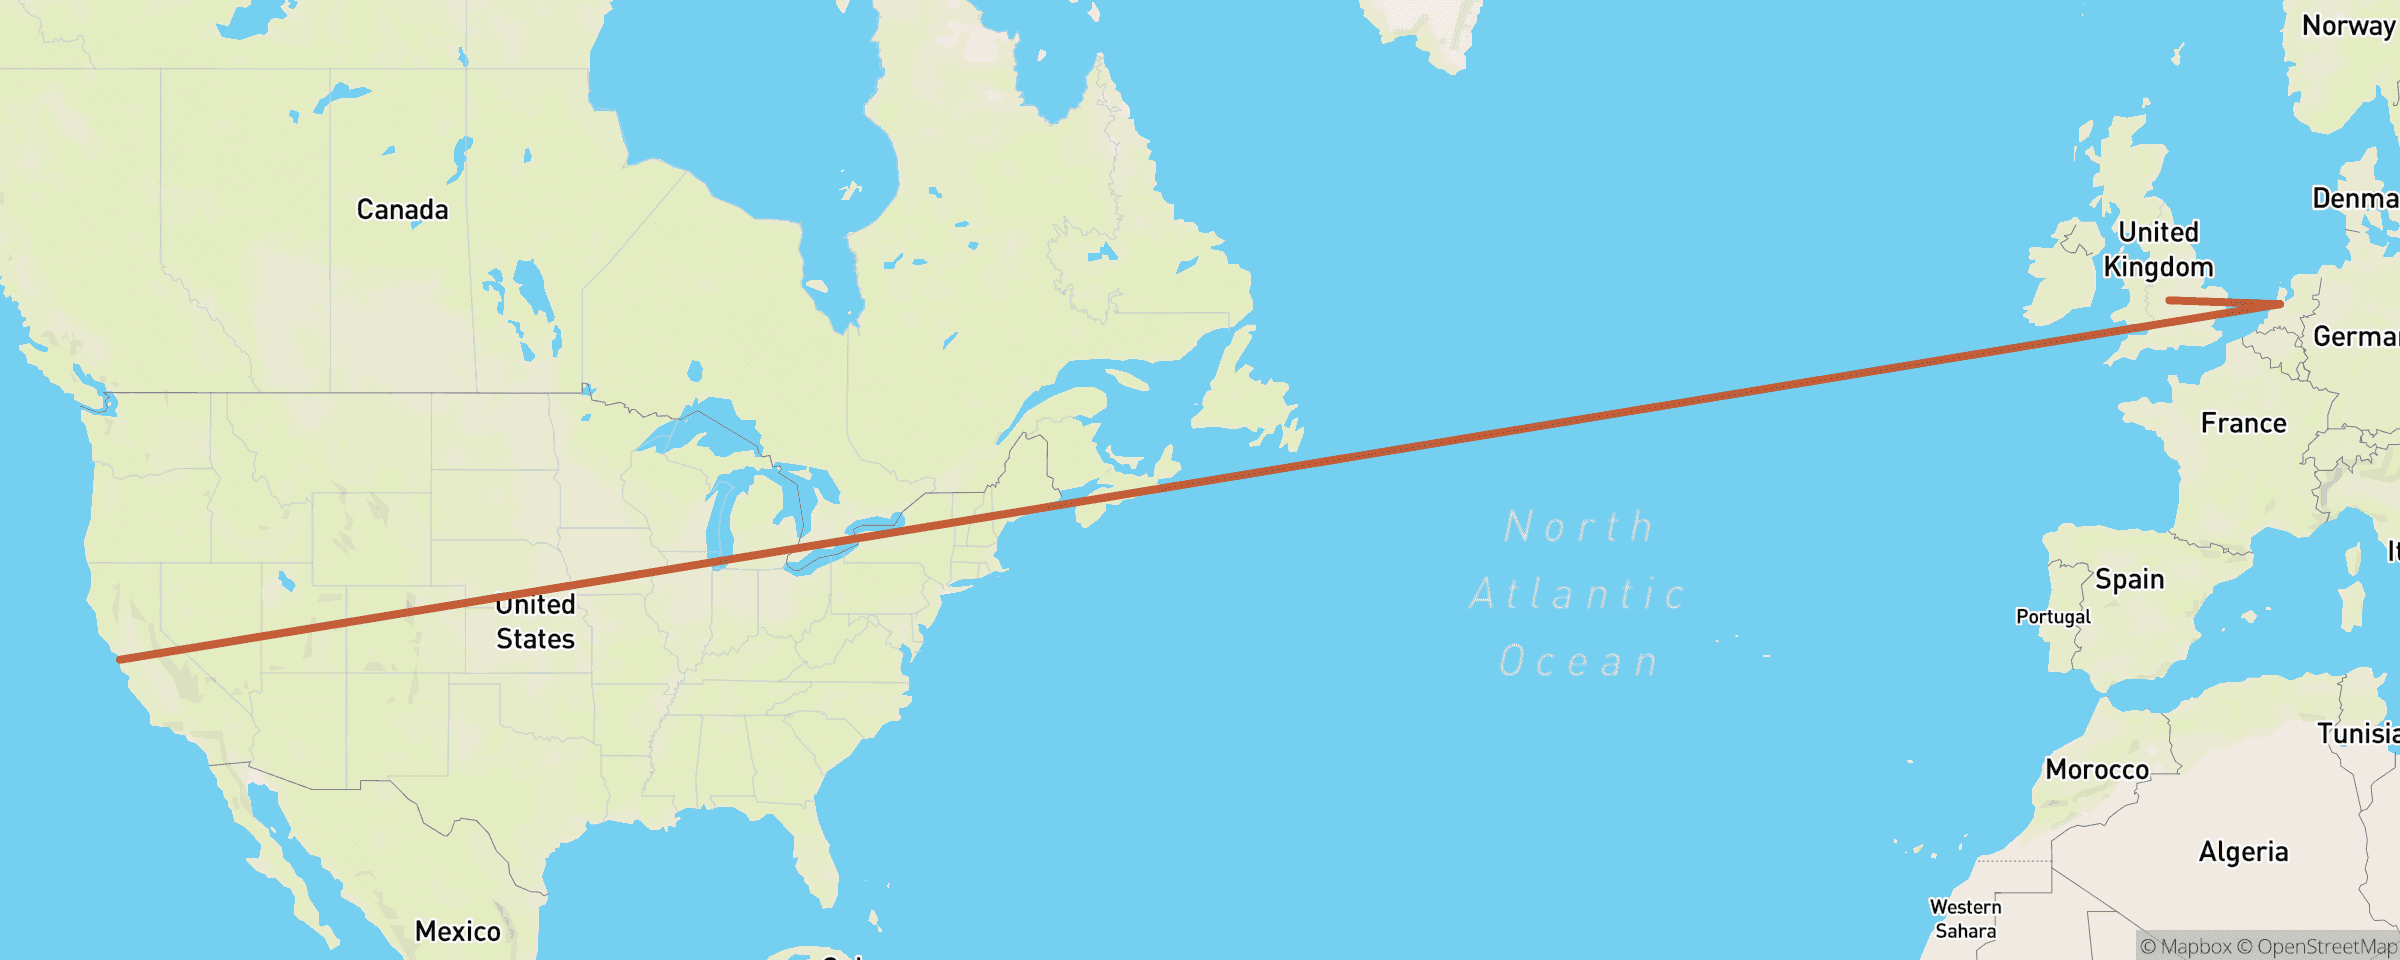 Norway
Canada
Denma
United
Kingdom
Germa
France
North
Atlantic
Ocean
Spain
Portugal
It
United
States
Tunisia
Morocco
Algeria
Western
Sahara
Mexico
© Mapbox © OpenStreetMap